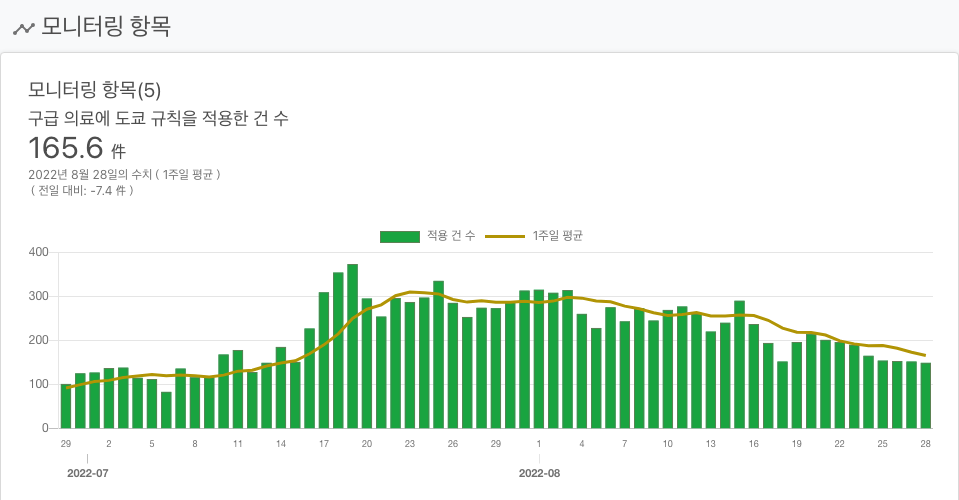 모니터링 항목
모니터링 항목(5)
구급 의료에 도쿄 규칙을 적용한 건 수
165.6 件
2022년 8월 28일의 수치 ( 1주일 평균 )
( 전일 대비: -7.4 件 )
적용 건 수 1주일 평균
400
300
200
100
0
29 2 5 8 11 14 17 20 23 26 29 1 4 7 10 13 16 19 22 25 28
2022-07 2022-08